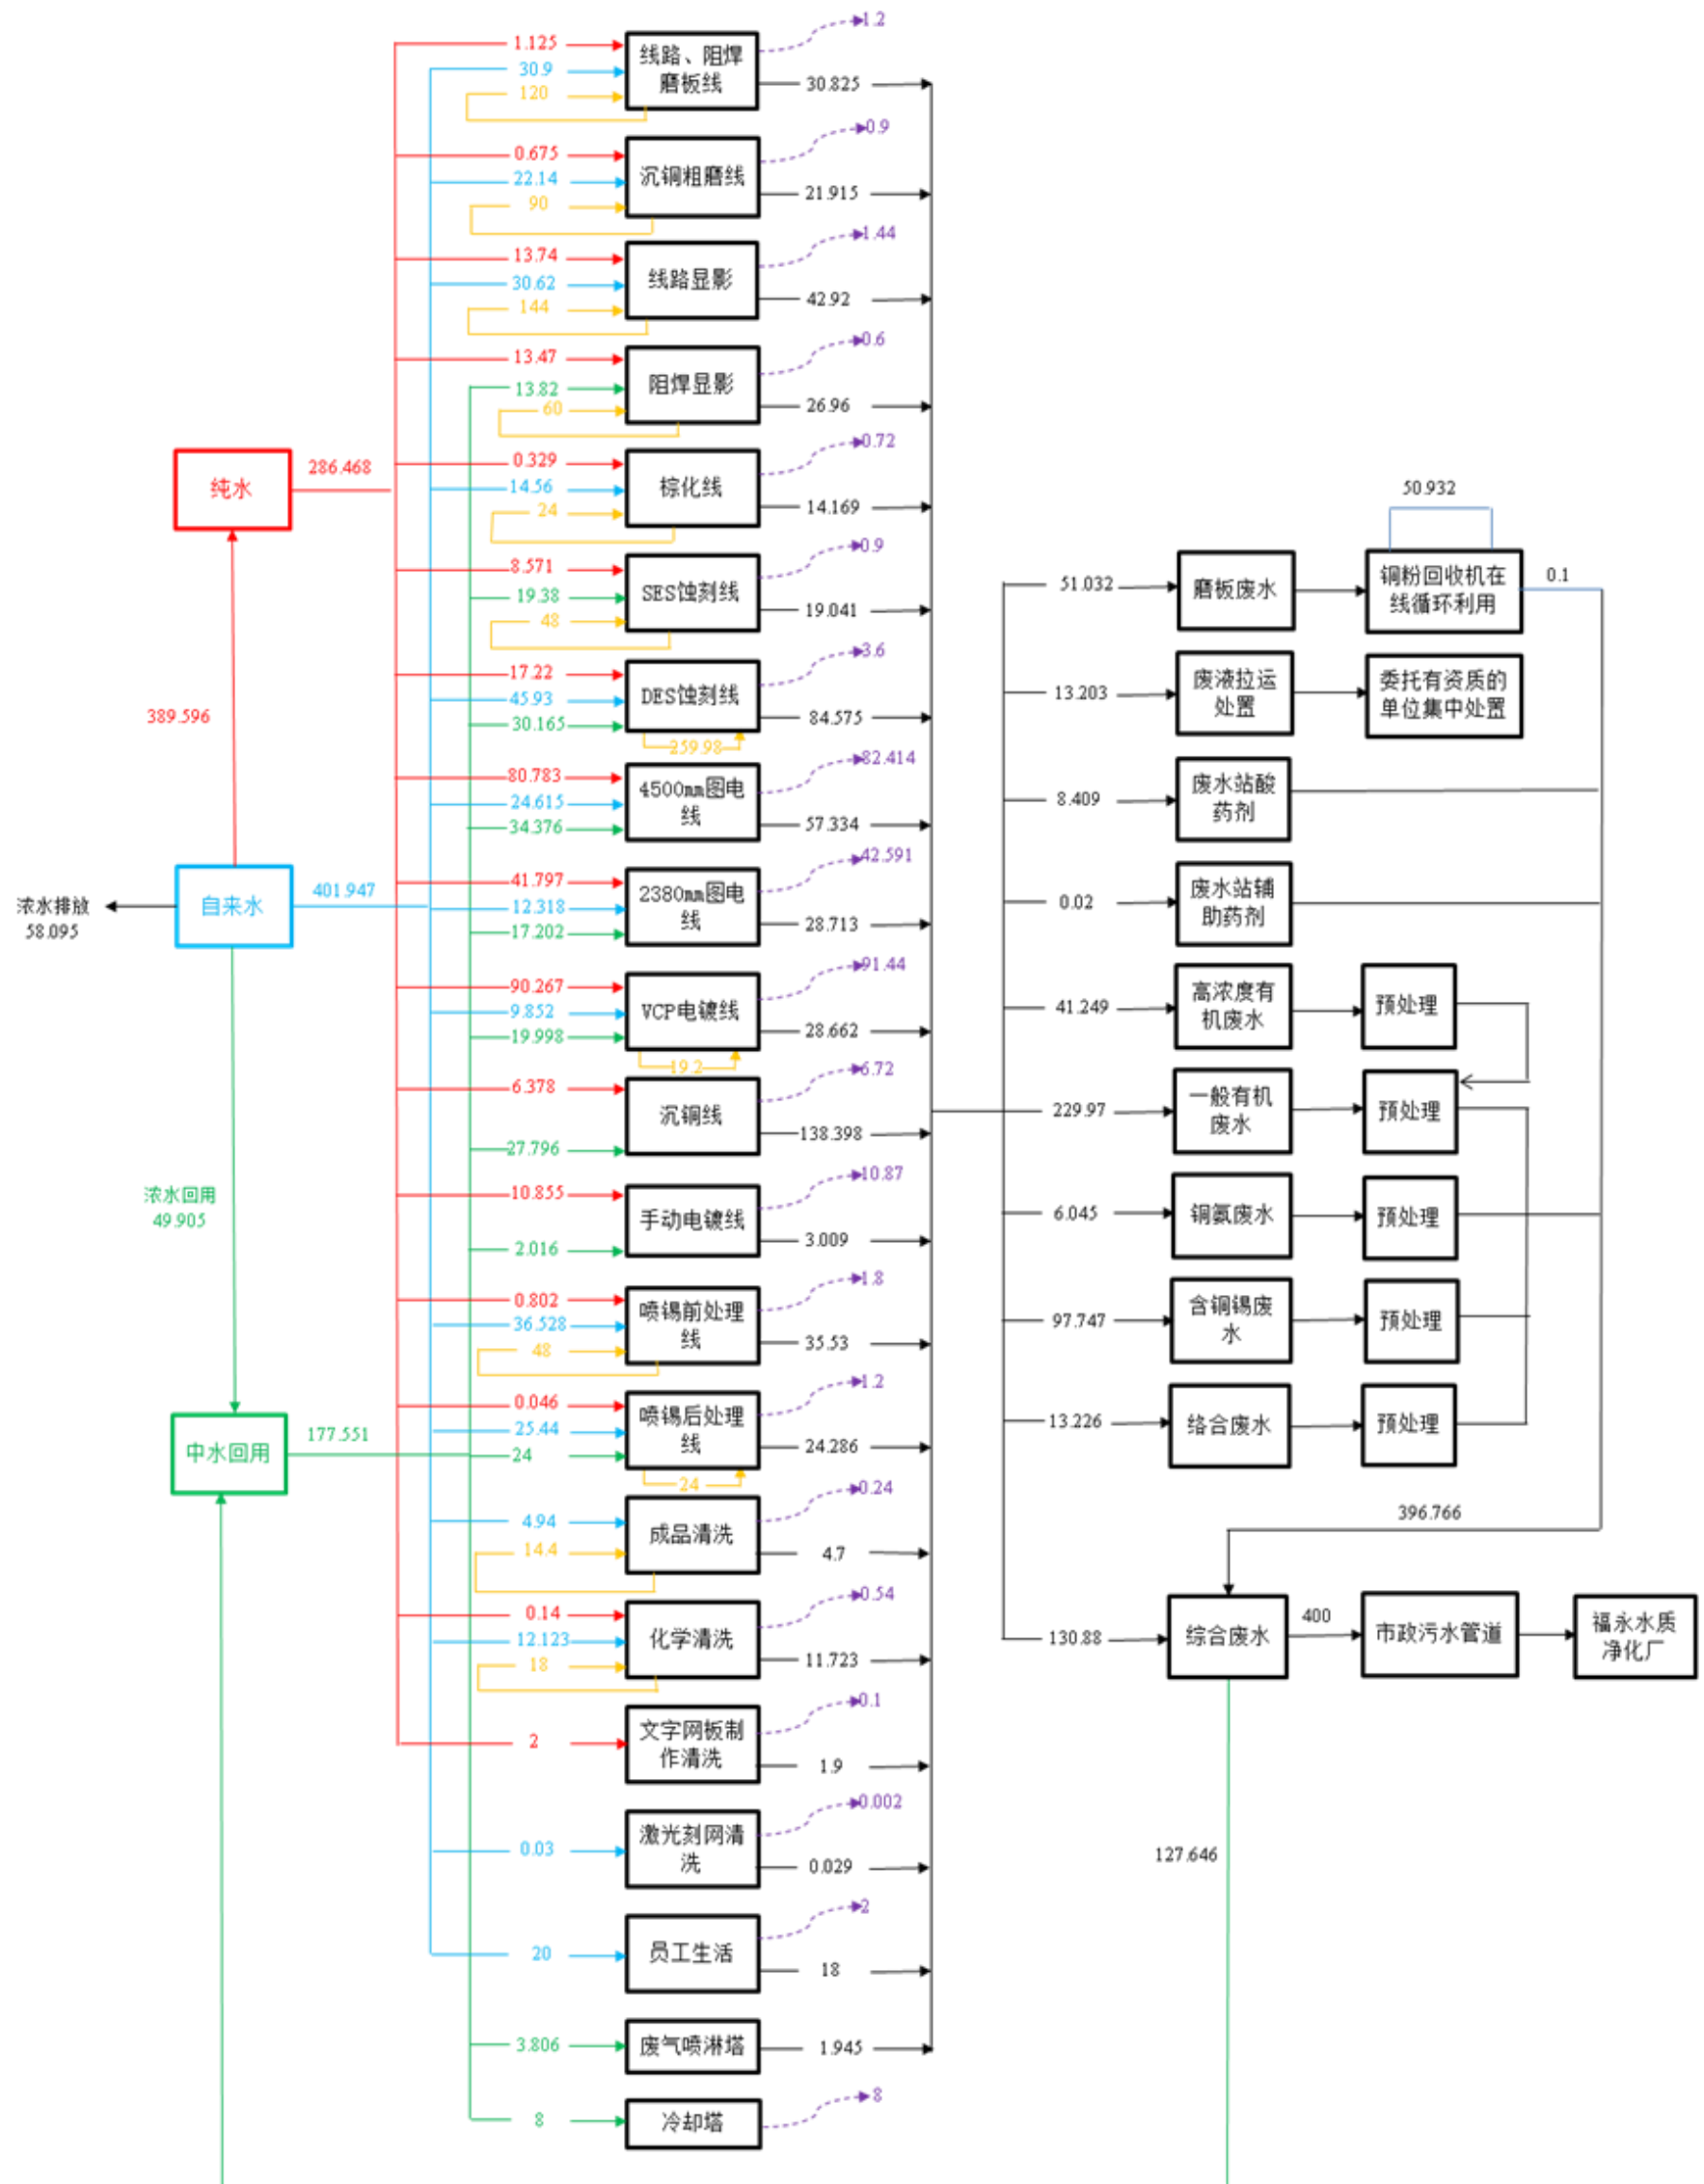 1.2
1.125
线路、阻焊
磨板线
30.9
30.825
120
0.9
0.675
沉铜粗磨线
22.14
21.915
90
1.44
13.74
线路显影
30.62
42.92
144
0.6
13.47
阻焊显影
13.82
26.96
60
0.72
0.329
棕化线
14.56
14.169
24
0.9
8.571
SES蚀刻线
19.38
19.041
48
3.6
17.22
DES蚀刻线
45.93
84.575
30.165
259.98
82.414
80.783
4500mm图电
线
24.615
57.334
34.376
42.591
41.797
2380mm图电
线
12.318
28.713
17.202
91.44
90.267
VCP电镀线
9.852
28.662
19.998
19.2
6.72
6.378
沉铜线
138.398
27.796
10.87
10.855
手动电镀线
3.009
2.016
1.8
0.802
喷锡前处理
线
36.528
35.53
48
1.2
0.046
喷锡后处理
线
25.44
24.286
24
24
0.24
4.94
成品清洗
4.7
14.4
0.54
0.14
化学清洗
12.123
11.723
18
0.1
文字网板制
作清洗
2
1.9
0.002
激光刻网清
洗
0.03
0.029
2
员工生活
20
18
3.806
废气喷淋塔
1.945
8
8
冷却塔
纯水
286.468
389.596
自来水
401.947
浓水排放
58.095
浓水回用
49.905
中水回用
177.551
50.932
51.032
磨板废水
铜粉回收机在
线循环利用
0.1
13.203
废液拉运
处置
委托有资质的
单位集中处置
8.409
废水站酸
药剂
0.02
废水站辅
助药剂
41.249
高浓度有
机废水
预处理
229.97
一般有机
废水
预处理
6.045
铜氨废水
预处理
97.747
含铜锡废
水
预处理
13.226
络合废水
预处理
396.766
130.88
综合废水
400
市政污水管道
福永水质
净化厂
127.646